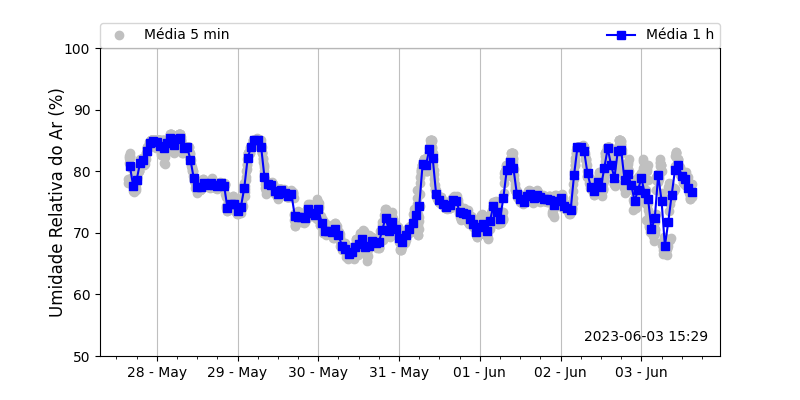 Média 5 min
Média 1 h
100
90
80
70
60
50
Umidade Relativa do Ar (%)
2023-06-03 15:29
28 - May
29 - May
30 - May
31 - May
01 - Jun
02 - Jun
03 - Jun